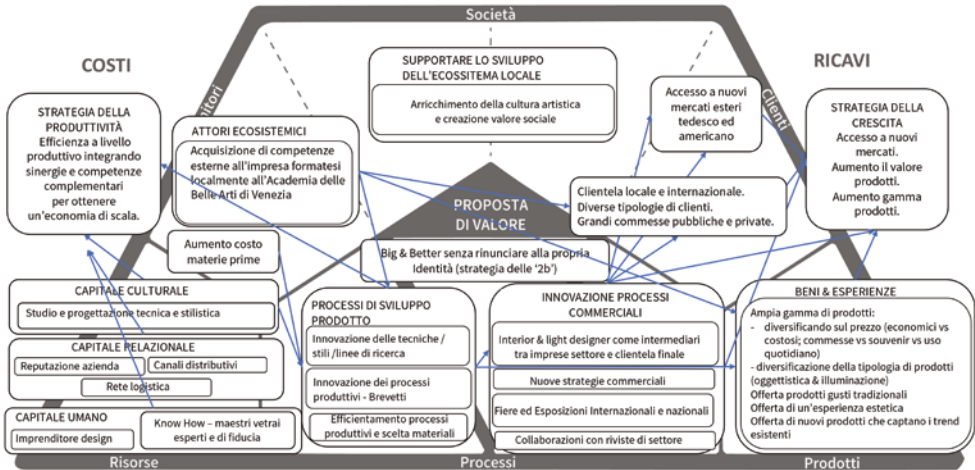 Società
COSTI
RICAVI
itori
Clienti
SUPPORTARE LO SVILUPPO
DELL'ECOSSITEMA LOCALE
Arricchimento della cultura artistica
e creazione valore sociale
STRATEGIA DELLA
PRODUTTIVITÀ
Efficienza a livello
produttivo integrando
sinergie e competenze
complementari
per ottenere
un'economia di scala.
ATTORI ECOSISTEMICI
Acquisizione di competenze
esterne all'impresa formatesi
localmente all'Academia delle
Belle Arti di Venezia
Accesso a nuovi
mercati esteri
tedesco ed
americano
STRATEGIA DELLA
CRESCITA
Accesso a nuovi
mercati.
Aumento il valore
prodotti.
Aumento gamma
prodotti.
Clientela locale e internazionale.
Diverse tipologie di clienti.
Grandi commesse pubbliche e private.
PROPOSTA
DI VALORE
Big & Better senza rinunciare alla propria
Identità (strategia delle '2b')
Aumento costo
materie prime
CAPITALE CULTURALE
Studio e progettazione tecnica e stilistica
CAPITALE RELAZIONALE
Reputazione azienda
Canali distributivi
Rete logistica
CAPITALE UMANO
Imprenditore design
Know How – maestri vetrai
esperti e di fiducia
PROCESSI DI SVILUPPO
PRODOTTO
Innovazione delle tecniche /
stili /linee di ricerca
Innovazione dei processi
produttivi - Brevetti
Efficientamento processi
produttivi e scelta materiali
INNOVAZIONE PROCESSI
COMMERCIALI
Interior & light designer come intermediari
tra imprese settore e clientela finale
Nuove strategie commerciali
Fiere ed Esposizioni Internazionali e nazionali
Collaborazioni con riviste di settore
BENI & ESPERIENZE
Ampia gamma di prodotti:
- diversificando sul prezzo (economici vs
costosi; commesse vs souvenir vs uso
quotidiano)
- diversificazione della tipologia di prodotti
(oggettistica & illuminazione)
Offerta prodotti gusti tradizionali
Offerta di un'esperienza estetica
Offerta di nuovi prodotti che captano i trend
esistenti
Risorse
Processi
Prodotti